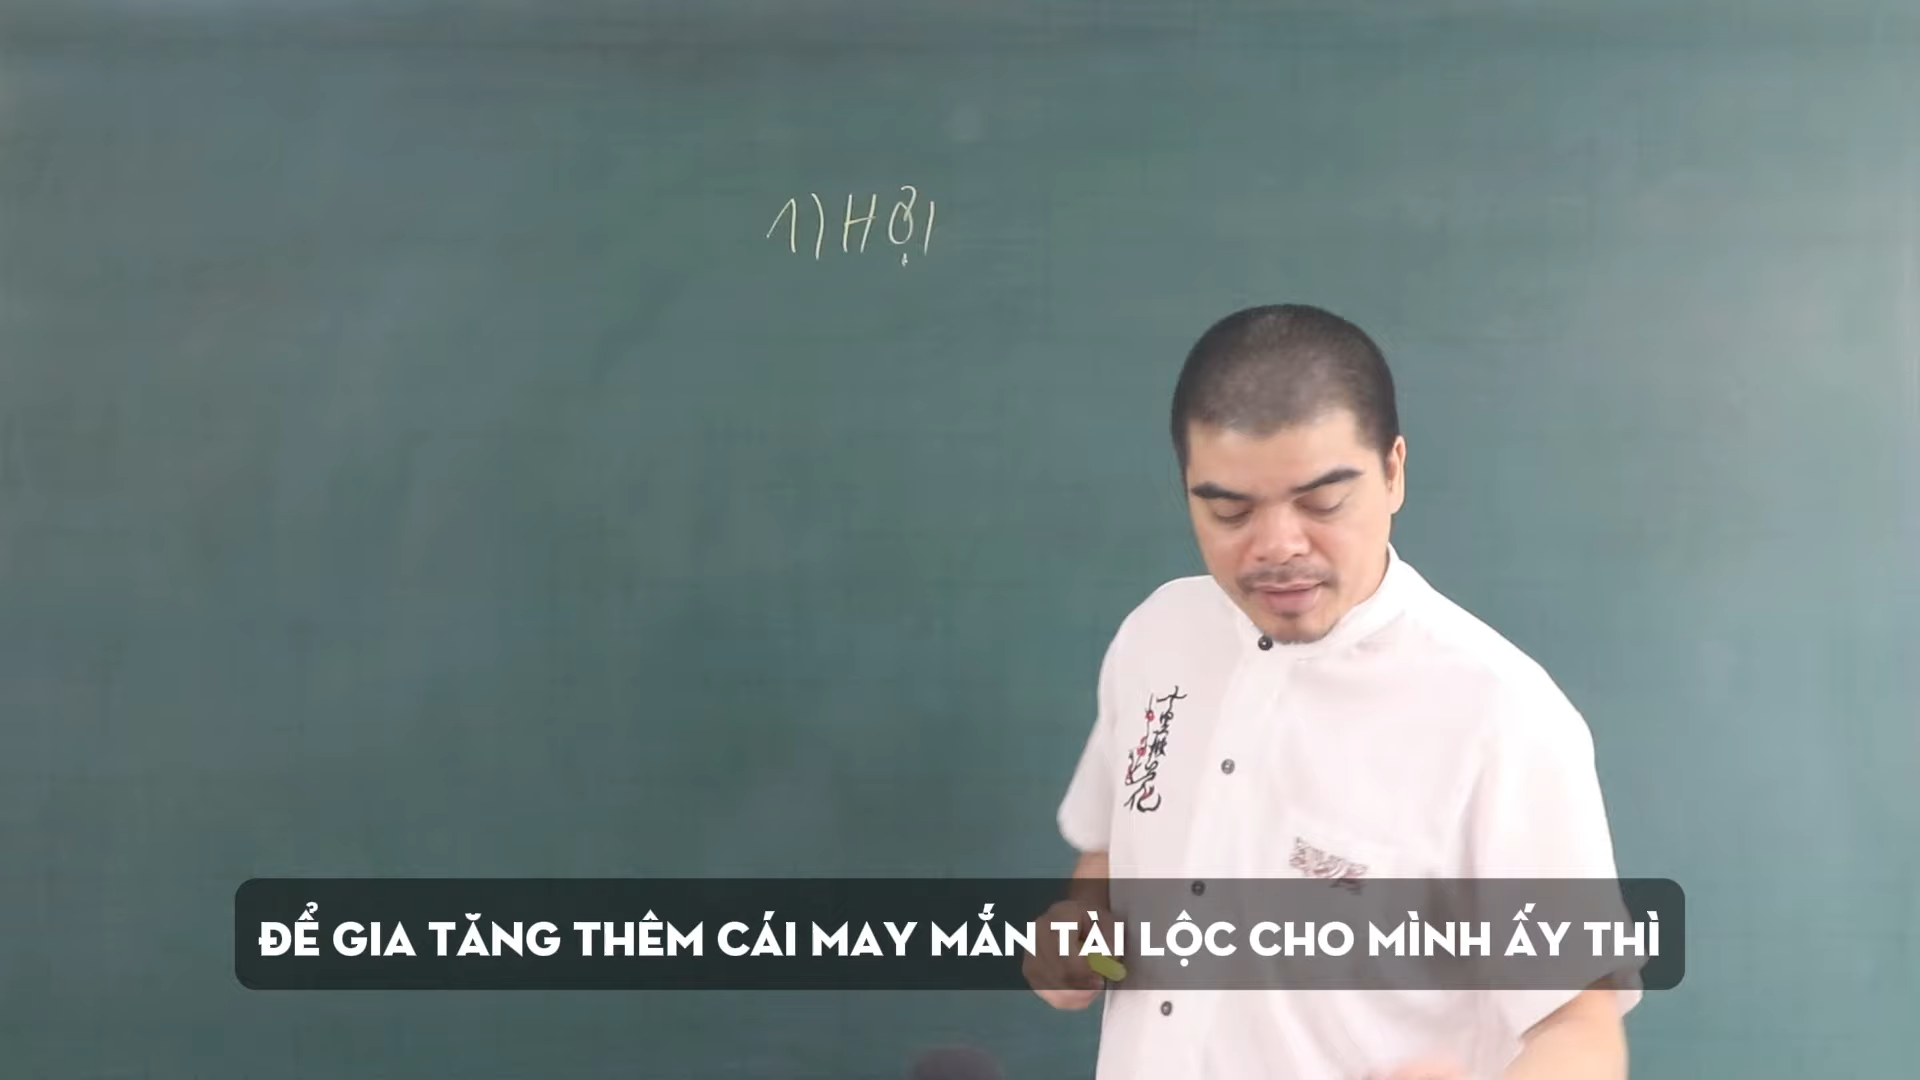 1) HỢI
ĐỂ GIA TĂNG THÊM CÁI MAY MẮN TÀI LỘC CHO MÌNH ẤY THÌ